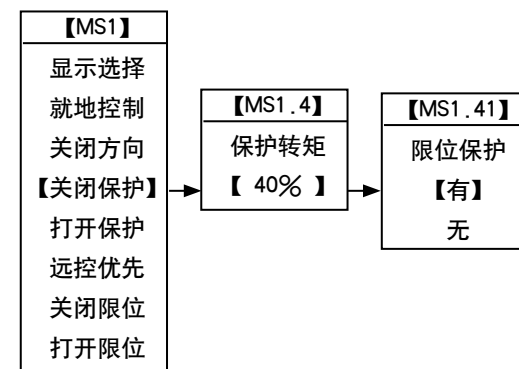 【MS1】
显示选择
就地控制
关闭方向
【关闭保护】
打开保护
远控优先
关闭限位
打开限位
【MS1.4】
保护转矩
【 40% 】
【MS1.41】
限位保护
【有】
无